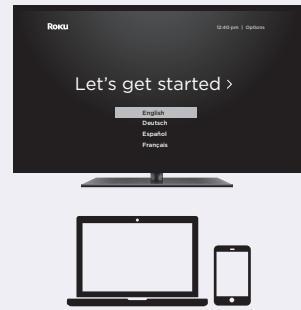 Roku
12:40 pm | Options
Let's get started >
English
Deutsch
Español
Français